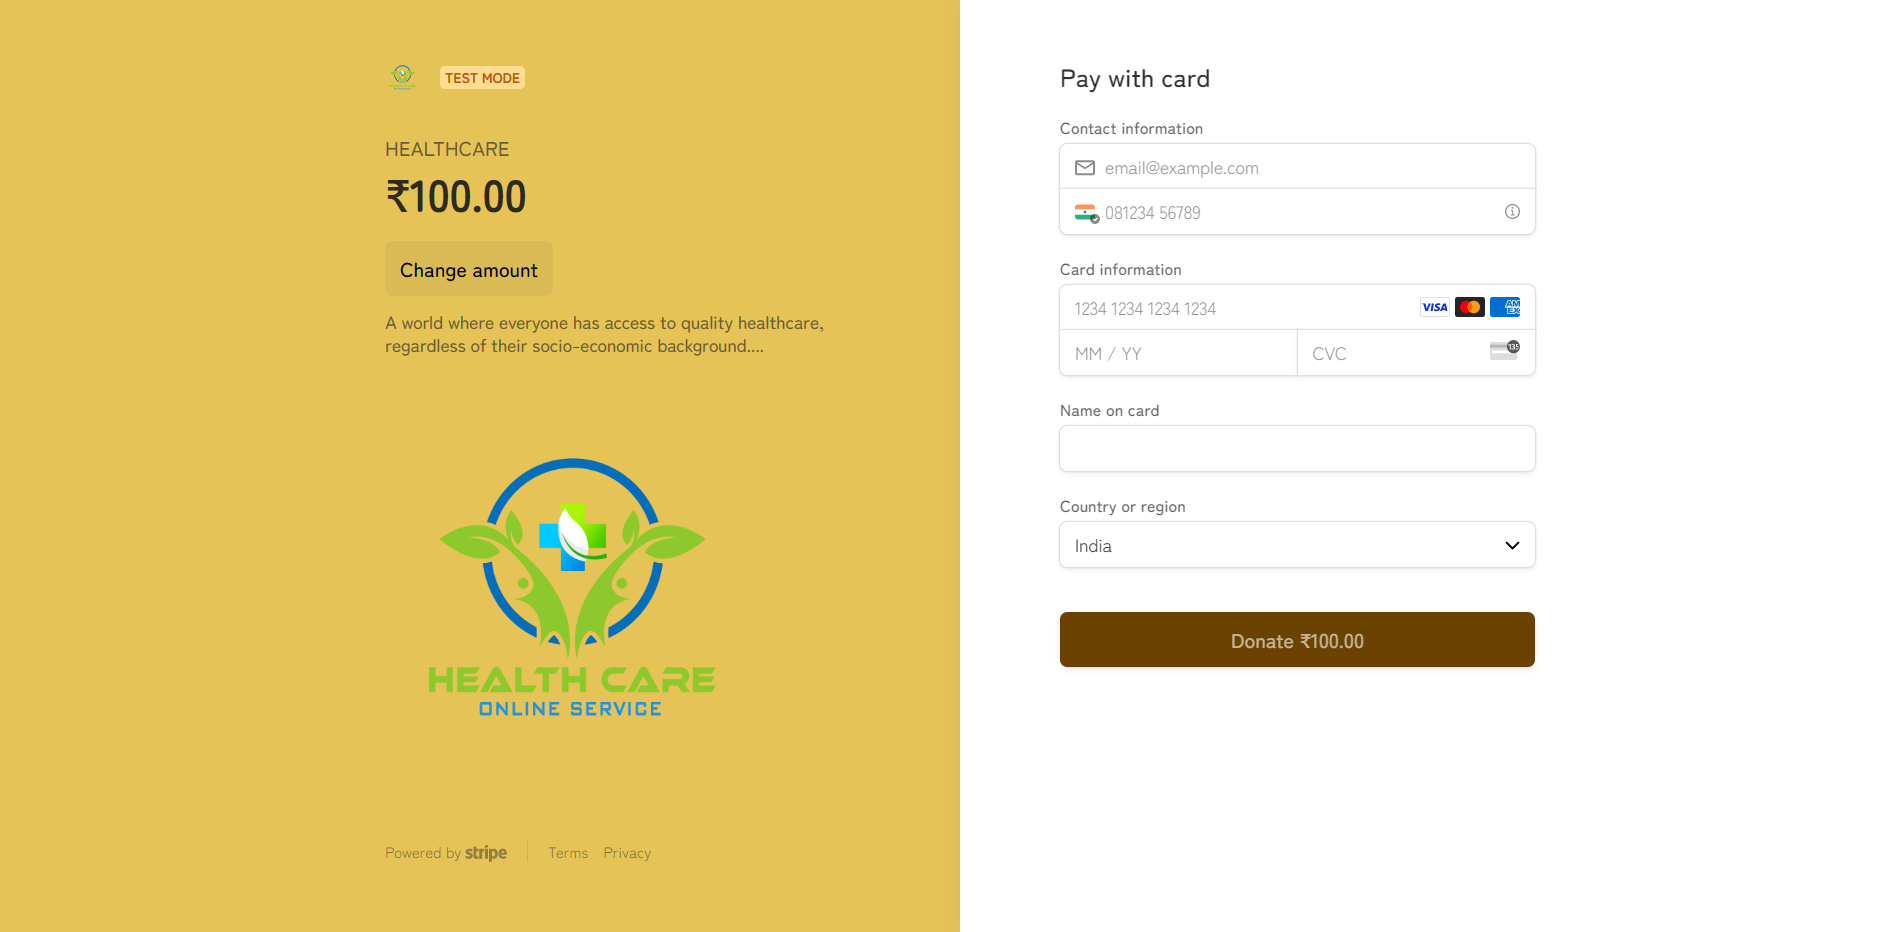 TEST MODE
HEALTHCARE
₹100.00
Change amount
A world where everyone has access to quality healthcare,
regardless of their socio-economic background....
HEALTH CARE
ONLINE SERVICE
Powered by stripe
Terms Privacy
Pay with card
Contact information
email@example.com
081234 56789
Card information
1234 1234 1234 1234
VISA
AMEX
MM / YY
CVC
135
Name on card
Country or region
India
Donate ₹100.00